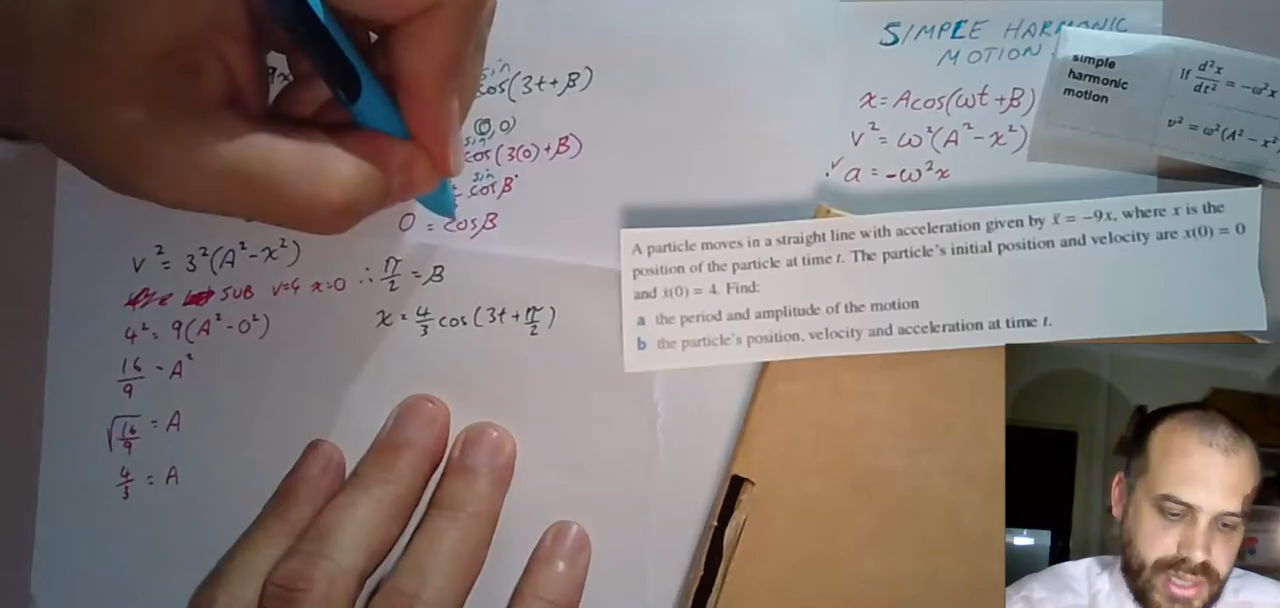 SIMPLE HARMONIC
MOTION
x = Acos(ωt + β)
v² = ω²(A² - x²)
a = -ω²x
simple
harmonic
motion
If d²x/dt² = -ω²x
v² = ω²(A² - x²
9x
sin
cos(3t + β)
(0,0)
sin
cos(3(0) + β)
sin
= cosβ
0 = cosβ
v² = 3²(A² - x²)
SUB v=4 x=0
4² = 9(A² - 0²)
16/9 = A²
√16/9 = A
4/3 = A
∴ π/2 = β
x = 4/3 cos(3t + π/2)
A particle moves in a straight line with acceleration given by ẍ = −9x, where x is the
position of the particle at time t. The particle's initial position and velocity are x(0) = 0
and ẋ(0) = 4. Find:
a the period and amplitude of the motion
b the particle's position, velocity and acceleration at time t.